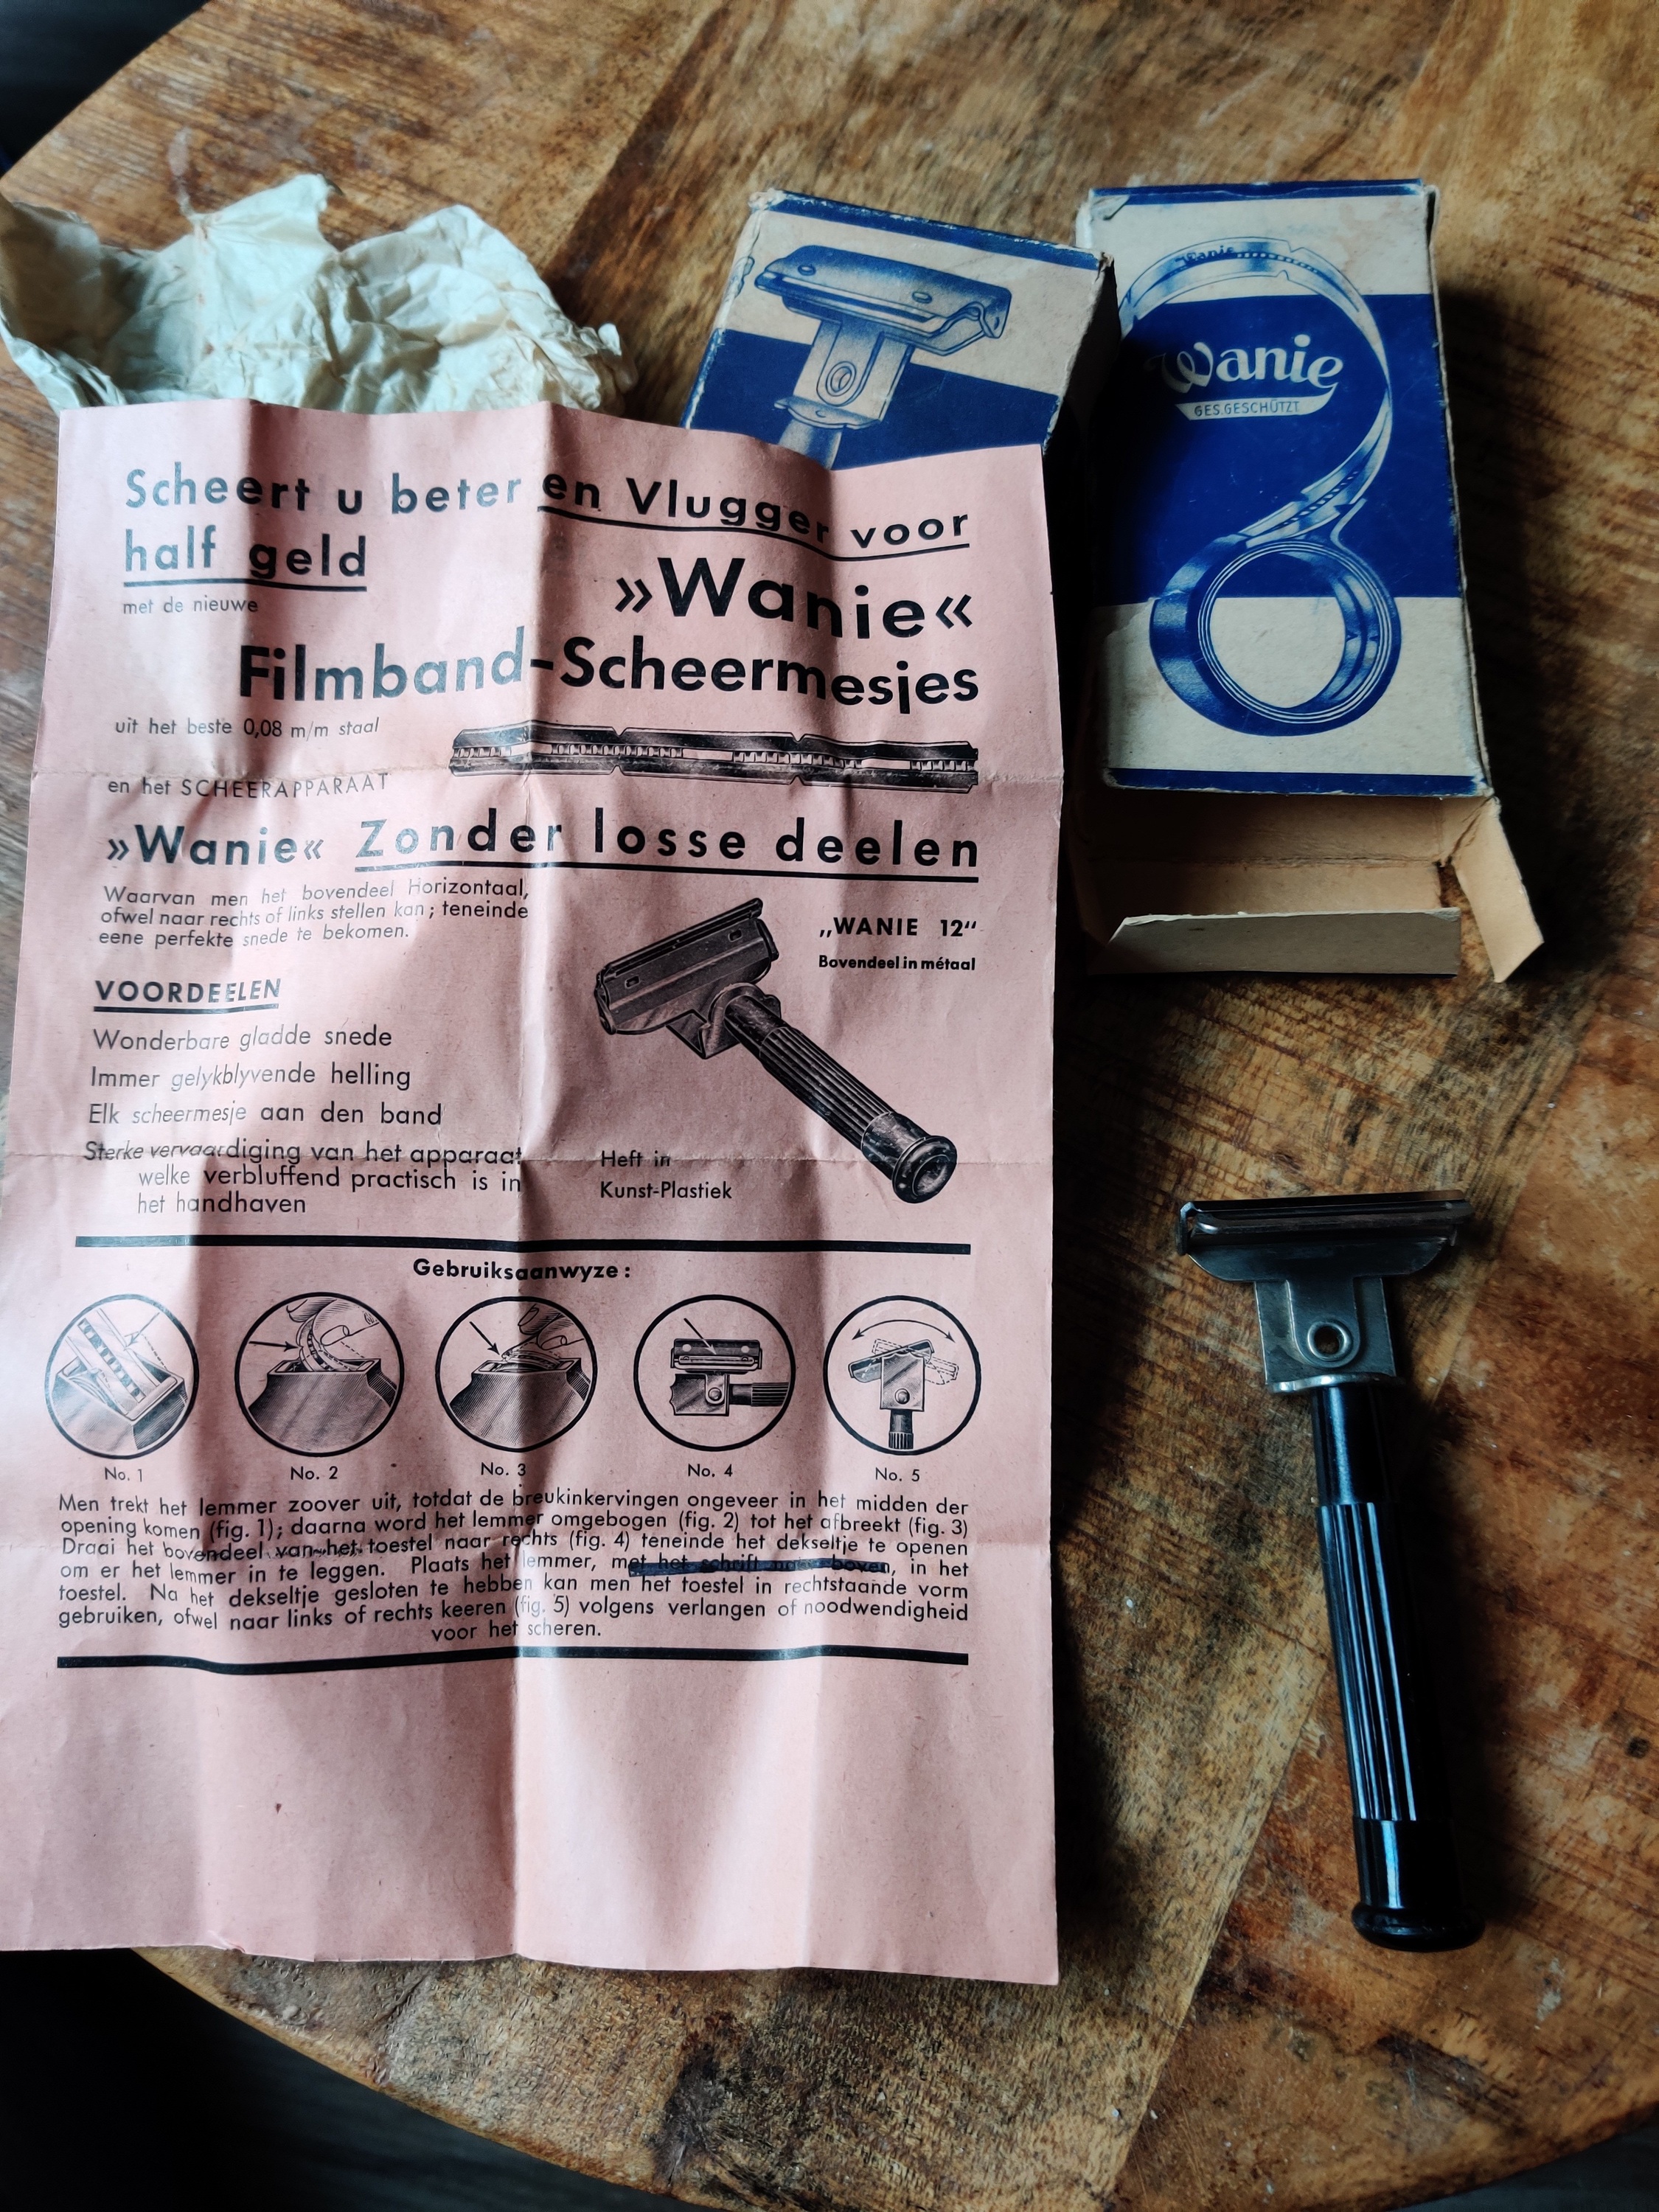 Wanie
Wanie
GES.GESCHÜTZT
Scheert u beter en Vlugger voor
half geld
met de nieuwe
»Wanie«
Filmband-Scheermesjes
uit het beste 0,08 m/m staal
en het SCHEERAPPARAAT
»Wanie« Zonder losse deelen
Waarvan men het bovendeel Horizontaal,
ofwel naar rechts of links stellen kan; teneinde
eene perfekte snede te bekomen.
„WANIE 12“
Bovendeel in métaal
VOORDEELEN
Wonderbare gladde snede
Immer gelykblyvende helling
Elk scheermesje aan den band
Sterke vervaardiging van het apparaat
welke verbluffend practisch is in
het handhaven
Heft in
Kunst-Plastiek
Gebruiksaanwyze:
No. 1
No. 2
No. 3
No. 4
No. 5
Men trekt het lemmer zoover uit, totdat de breukinkervingen ongeveer in het midden der
opening komen (fig. 1); daarna word het lemmer omgebogen (fig. 2) tot het afbreekt (fig. 3)
Draai het bovendeel van het toestel naar rechts (fig. 4) teneinde het dekseltje te openen
om er het lemmer in te leggen. Plaats het lemmer, met het schrift naar boven, in het
toestel. Na het dekseltje gesloten te hebben kan men het toestel in rechtstaande vorm
gebruiken, ofwel naar links of rechts keeren (fig. 5) volgens verlangen of noodwendigheid
voor het scheren.